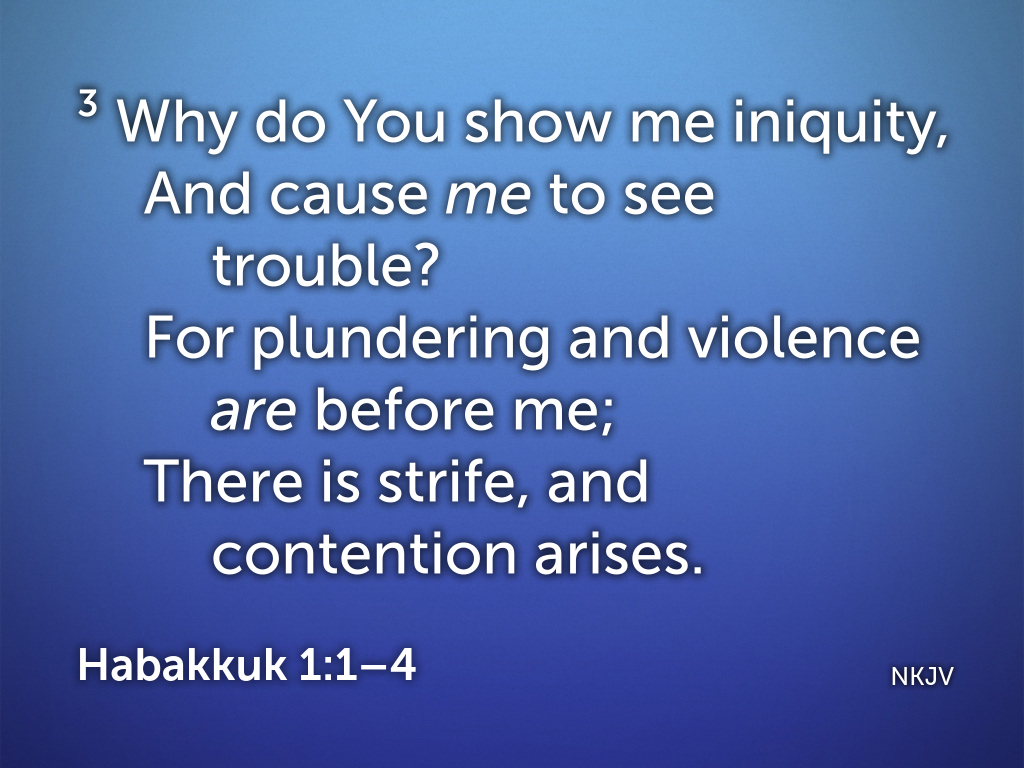 3 Why do You show me iniquity,
And cause me to see
trouble?
For plundering and violence
are before me;
There is strife, and
contention arises.
Habakkuk 1:1–4
NKJV